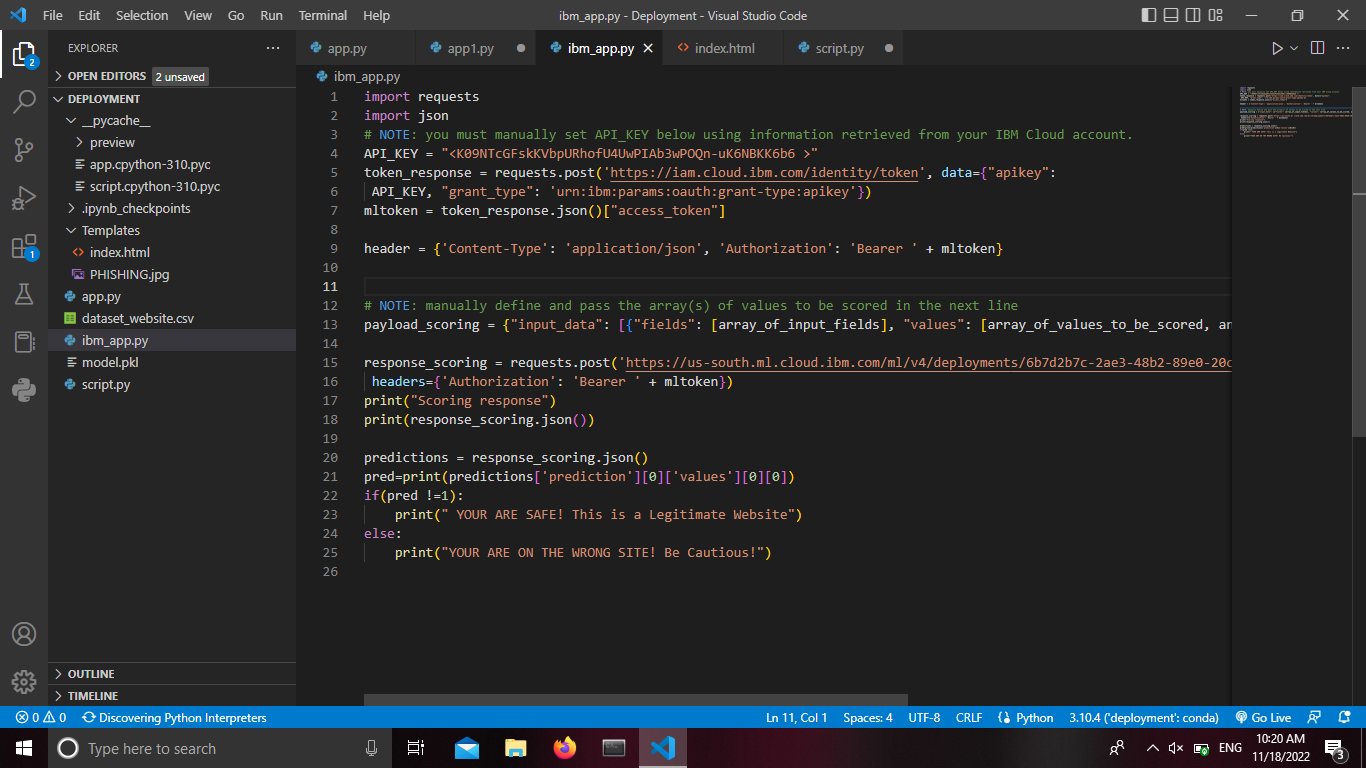 File Edit Selection View Go Run Terminal Help ibm_app.py - Deployment - Visual Studio Code
EXPLORER
OPEN EDITORS 2 unsaved
DEPLOYMENT
__pycache__
preview
app.cpython-310.pyc
script.cpython-310.pyc
.ipynb_checkpoints
Templates
index.html
PHISHING.jpg
app.py
dataset_website.csv
ibm_app.py
model.pkl
script.py
OUTLINE
TIMELINE
2
1
app.py app1.py ibm_app.py index.html script.py
ibm_app.py
1 import requests
2 import json
3 # NOTE: you must manually set API_KEY below using information retrieved from your IBM Cloud account.
4 API_KEY = "<K09NTcGFskKVbpURhofU4UwPIAb3wPOQn-uK6NBKK6b6 >"
5 token_response = requests.post('https://iam.cloud.ibm.com/identity/token', data={"apikey":
6 API_KEY, "grant_type": 'urn:ibm:params:oauth:grant-type:apikey'})
7 mltoken = token_response.json()["access_token"]
8
9 header = {'Content-Type': 'application/json', 'Authorization': 'Bearer ' + mltoken}
10
11
12 # NOTE: manually define and pass the array(s) of values to be scored in the next line
13 payload_scoring = {"input_data": [{"fields": [array_of_input_fields], "values": [array_of_values_to_be_scored, an
14
15 response_scoring = requests.post('https://us-south.ml.cloud.ibm.com/ml/v4/deployments/6b7d2b7c-2ae3-48b2-89e0-20c
16 headers={'Authorization': 'Bearer ' + mltoken})
17 print("Scoring response")
18 print(response_scoring.json())
19
20 predictions = response_scoring.json()
21 pred=print(predictions['prediction'][0]['values'][0][0])
22 if(pred !=1):
23 print(" YOUR ARE SAFE! This is a Legitimate Website")
24 else:
25 print("YOUR ARE ON THE WRONG SITE! Be Cautious!")
26
0 0 Discovering Python Interpreters Ln 11, Col 1 Spaces: 4 UTF-8 CRLF Python 3.10.4 ('deployment': conda) Go Live
Type here to search ENG 10:20 AM
11/18/2022 3